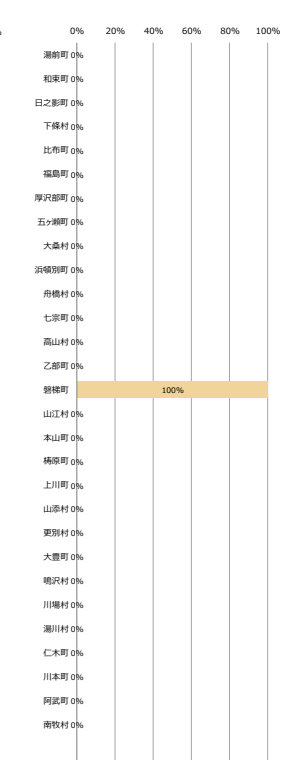 % 0% 20% 40% 60% 80% 100%
湯前町 0%
和束町 0%
日之影町 0%
下條村 0%
比布町 0%
福島町 0%
厚沢部町 0%
五ヶ瀬町 0%
大桑村 0%
浜頓別町 0%
舟橋村 0%
七宗町 0%
高山村 0%
乙部町 0%
磐梯町 100%
山江村 0%
本山町 0%
梼原町 0%
上川町 0%
山添村 0%
更別村 0%
大豊町 0%
鳴沢村 0%
川場村 0%
湯川村 0%
仁木町 0%
川本町 0%
阿武町 0%
南牧村 0%